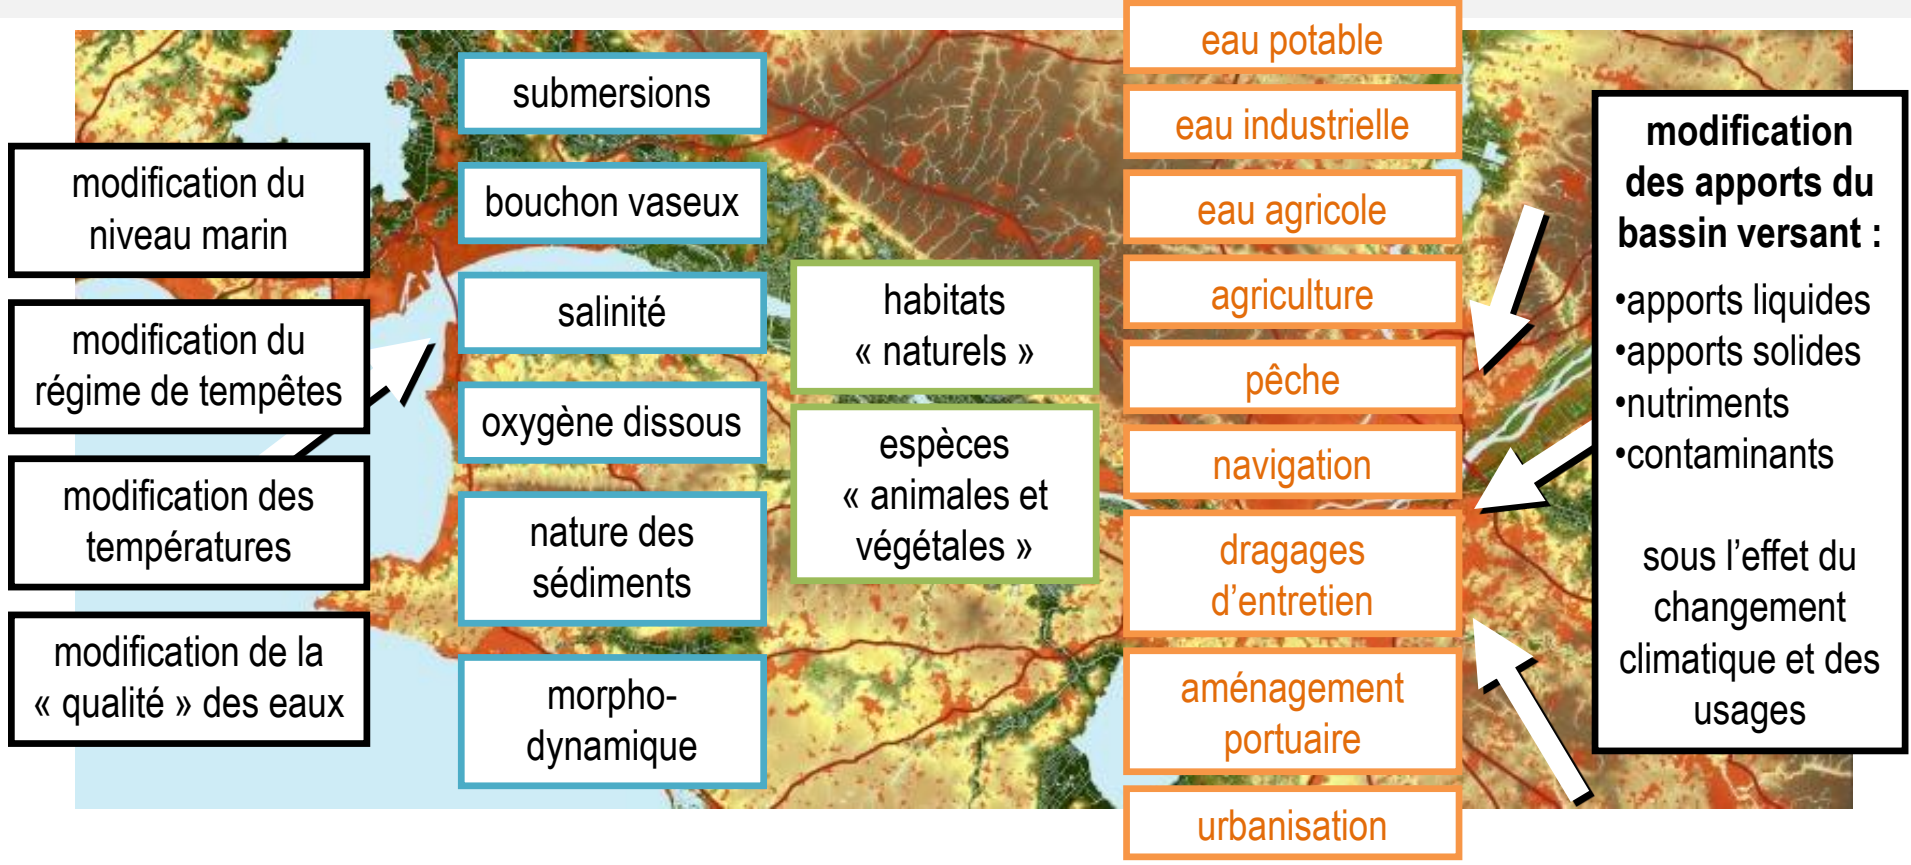 modification du
niveau marin
modification du
régime de tempêtes
modification des
températures
modification de la
« qualité » des eaux
submersions
bouchon vaseux
salinité
oxygène dissous
nature des
sédiments
morpho-
dynamique
habitats
« naturels »
espèces
« animales et
végétales »
eau potable
eau industrielle
eau agricole
agriculture
pêche
navigation
dragages
d’entretien
aménagement
portuaire
urbanisation
modification
des apports du
bassin versant :
•apports liquides
•apports solides
•nutriments
•contaminants
sous l’effet du
changement
climatique et des
usages